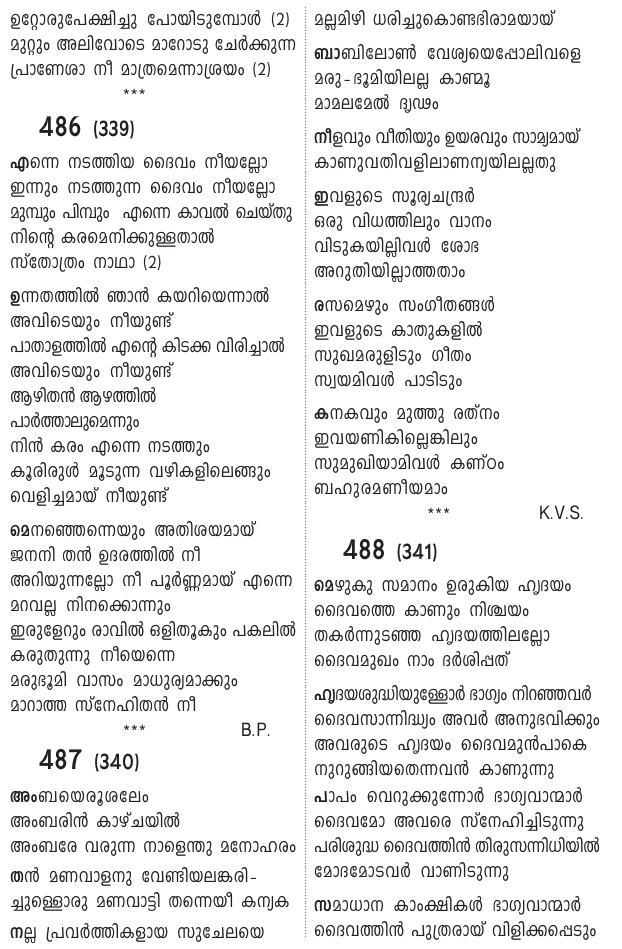 ഉറ്റോരുപേക്ഷിച്ചു പോയിടുമ്പോൾ (2)
മുറ്റും അലിവോടെ മാറോടു ചേർക്കുന്ന
പ്രാണേശാ നീ മാത്രമെന്നാശ്രയം (2)
***
486 (339)
എന്നെ നടത്തിയ ദൈവം നീയല്ലോ
ഇന്നും നടത്തുന്ന ദൈവം നീയല്ലോ
മുമ്പും പിമ്പും എന്നെ കാവൽ ചെയ്തു
നിന്റെ കരമെനിക്കുള്ളതാൽ
സ്തോത്രം നാഥാ (2)
ഉന്നതത്തിൽ ഞാൻ കയറിയെന്നാൽ
അവിടെയും നീയുണ്ട്
പാതാളത്തിൽ എന്റെ കിടക്ക വിരിച്ചാൽ
അവിടെയും നീയുണ്ട്
ആഴിതൻ ആഴത്തിൽ
പാർത്താലുമെന്നും
നിൻ കരം എന്നെ നടത്തും
കൂരിരുൾ മൂടുന്ന വഴികളിലെങ്ങും
വെളിച്ചമായ് നീയുണ്ട്
മെനഞ്ഞെന്നെയും അതിശയമായ്
ജനനി തൻ ഉദരത്തിൽ നീ
അറിയുന്നല്ലോ നീ പൂർണ്ണമായ് എന്നെ
മറവല്ല നിനക്കൊന്നും
ഇരുളേറും രാവിൽ ഒളിതൂകും പകലിൽ
കരുതുന്നു നീയെന്നെ
മരുഭൂമി വാസം മാധുര്യമാക്കും
മാറാത്ത സ്നേഹിതൻ നീ
*** B.P.
487 (340)
അംബയെരൂശലേം
അംബരിൻ കാഴ്ചയിൽ
അംബരേ വരുന്ന നാളെന്തു മനോഹരം
തൻ മണവാളനു വേണ്ടിയലങ്കരി-
ച്ചുള്ളൊരു മണവാട്ടി തന്നെയീ കന്യക
നല്ല പ്രവർത്തികളായ സുചേലയെ
മല്ലമിഴി ധരിച്ചുകൊണ്ടഭിരാമയായ്
ബാബിലോൺ വേശ്യയെപ്പോലിവളെ
മരു-ഭൂമിയിലല്ല കാണ്മൂ
മാമലമേൽ ദൃഢം
നീളവും വീതിയും ഉയരവും സാമ്യമായ്
കാണുവതിവളിലാണന്യയിലല്ലതു
ഇവളുടെ സൂര്യചന്ദ്രർ
ഒരു വിധത്തിലും വാനം
വിടുകയില്ലിവൾ ശോഭ
അറുതിയില്ലാത്തതാം
രസമെഴും സംഗീതങ്ങൾ
ഇവളുടെ കാതുകളിൽ
സുഖമരുളിടും ഗീതം
സ്വയമിവൾ പാടിടും
കനകവും മുത്തു രത്നം
ഇവയണികില്ലെങ്കിലും
സുമുഖിയാമിവൾ കണ്ഠം
ബഹുരമണീയമാം
*** K.V.S.
488 (341)
മെഴുകു സമാനം ഉരുകിയ ഹൃദയം
ദൈവത്തെ കാണും നിശ്ചയം
തകർന്നുടഞ്ഞ ഹൃദയത്തിലല്ലോ
ദൈവമുഖം നാം ദർശിപ്പത്
ഹൃദയശുദ്ധിയുള്ളോർ ഭാഗ്യം നിറഞ്ഞവർ
ദൈവസാന്നിദ്ധ്യം അവർ അനുഭവിക്കും
അവരുടെ ഹൃദയം ദൈവമുൻപാകെ
നുറുങ്ങിയതെന്നവൻ കാണുന്നു
പാപം വെറുക്കുന്നോർ ഭാഗ്യവാന്മാർ
ദൈവമോ അവരെ സ്നേഹിച്ചിടുന്നു
പരിശുദ്ധ ദൈവത്തിൻ തിരുസന്നിധിയിൽ
മോദമോടവർ വാണിടുന്നു
സമാധാന കാംക്ഷികൾ ഭാഗ്യവാന്മാർ
ദൈവത്തിൻ പുത്രരായ് വിളിക്കപ്പെടും